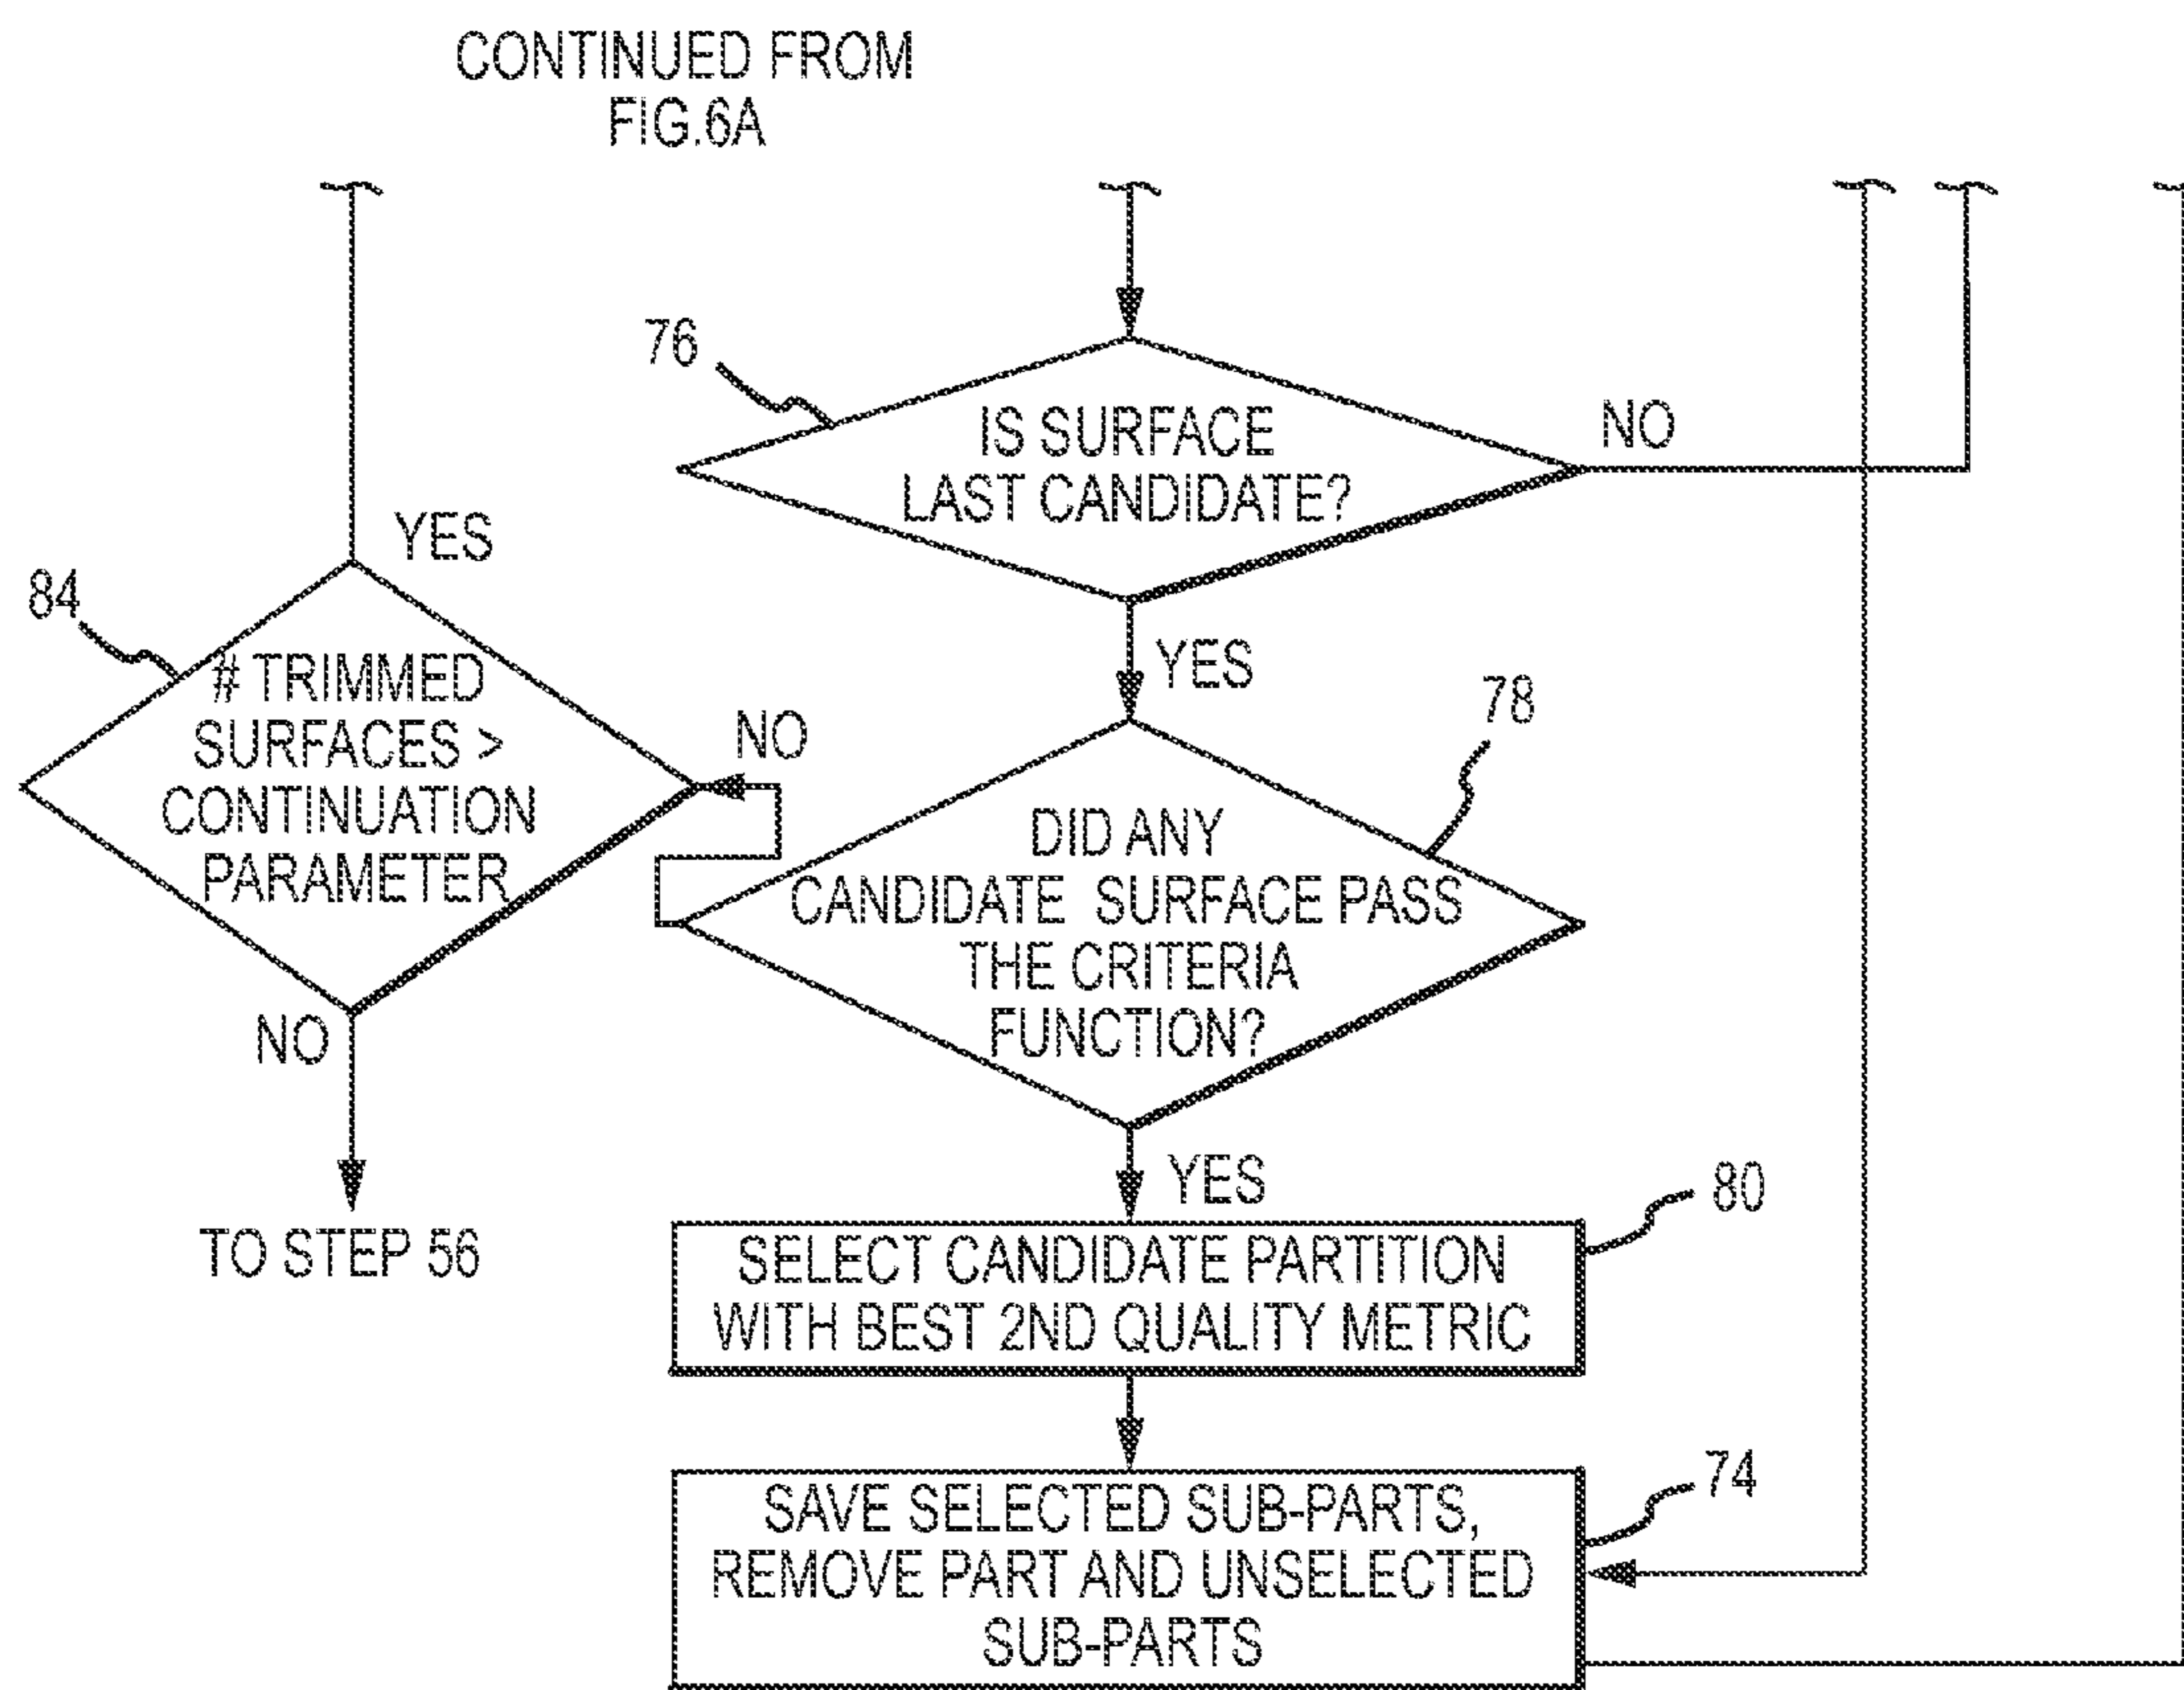 CONTINUED FROM
FIG.6A
76
IS SURFACE
LAST CANDIDATE?
NO
YES
84
# TRIMMED
SURFACES >
CONTINUATION
PARAMETER
YES
NO
78
DID ANY
CANDIDATE SURFACE PASS
THE CRITERIA
FUNCTION?
NO
TO STEP 56
YES
80
SELECT CANDIDATE PARTITION
WITH BEST 2ND QUALITY METRIC
74
SAVE SELECTED SUB-PARTS,
REMOVE PART AND UNSELECTED
SUB-PARTS